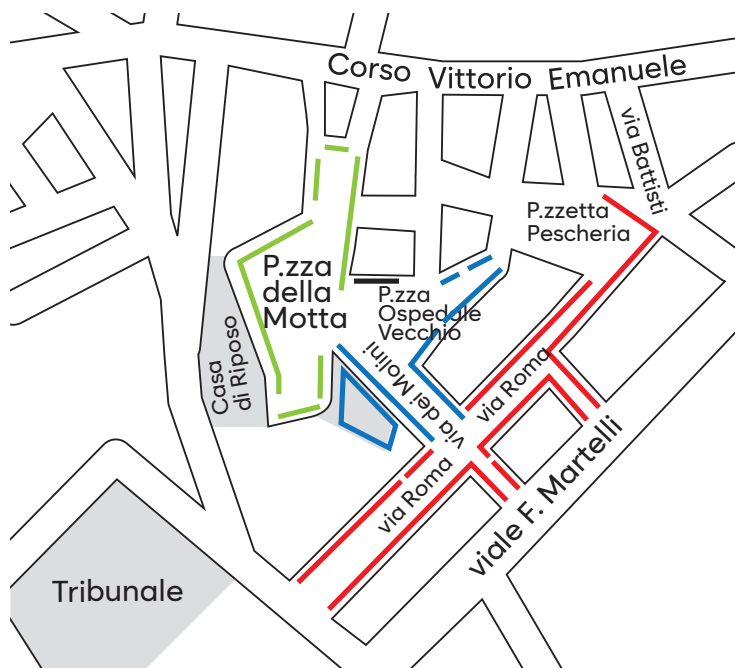 Corso Vittorio Emanuele
via Battisti
P.zzetta
Pescheria
P.zza
della
Motta
P.zza
Ospedale
Vecchio
Casa
di Riposo
via dei Molini
via Roma
via Roma
viale F. Martelli
Tribunale